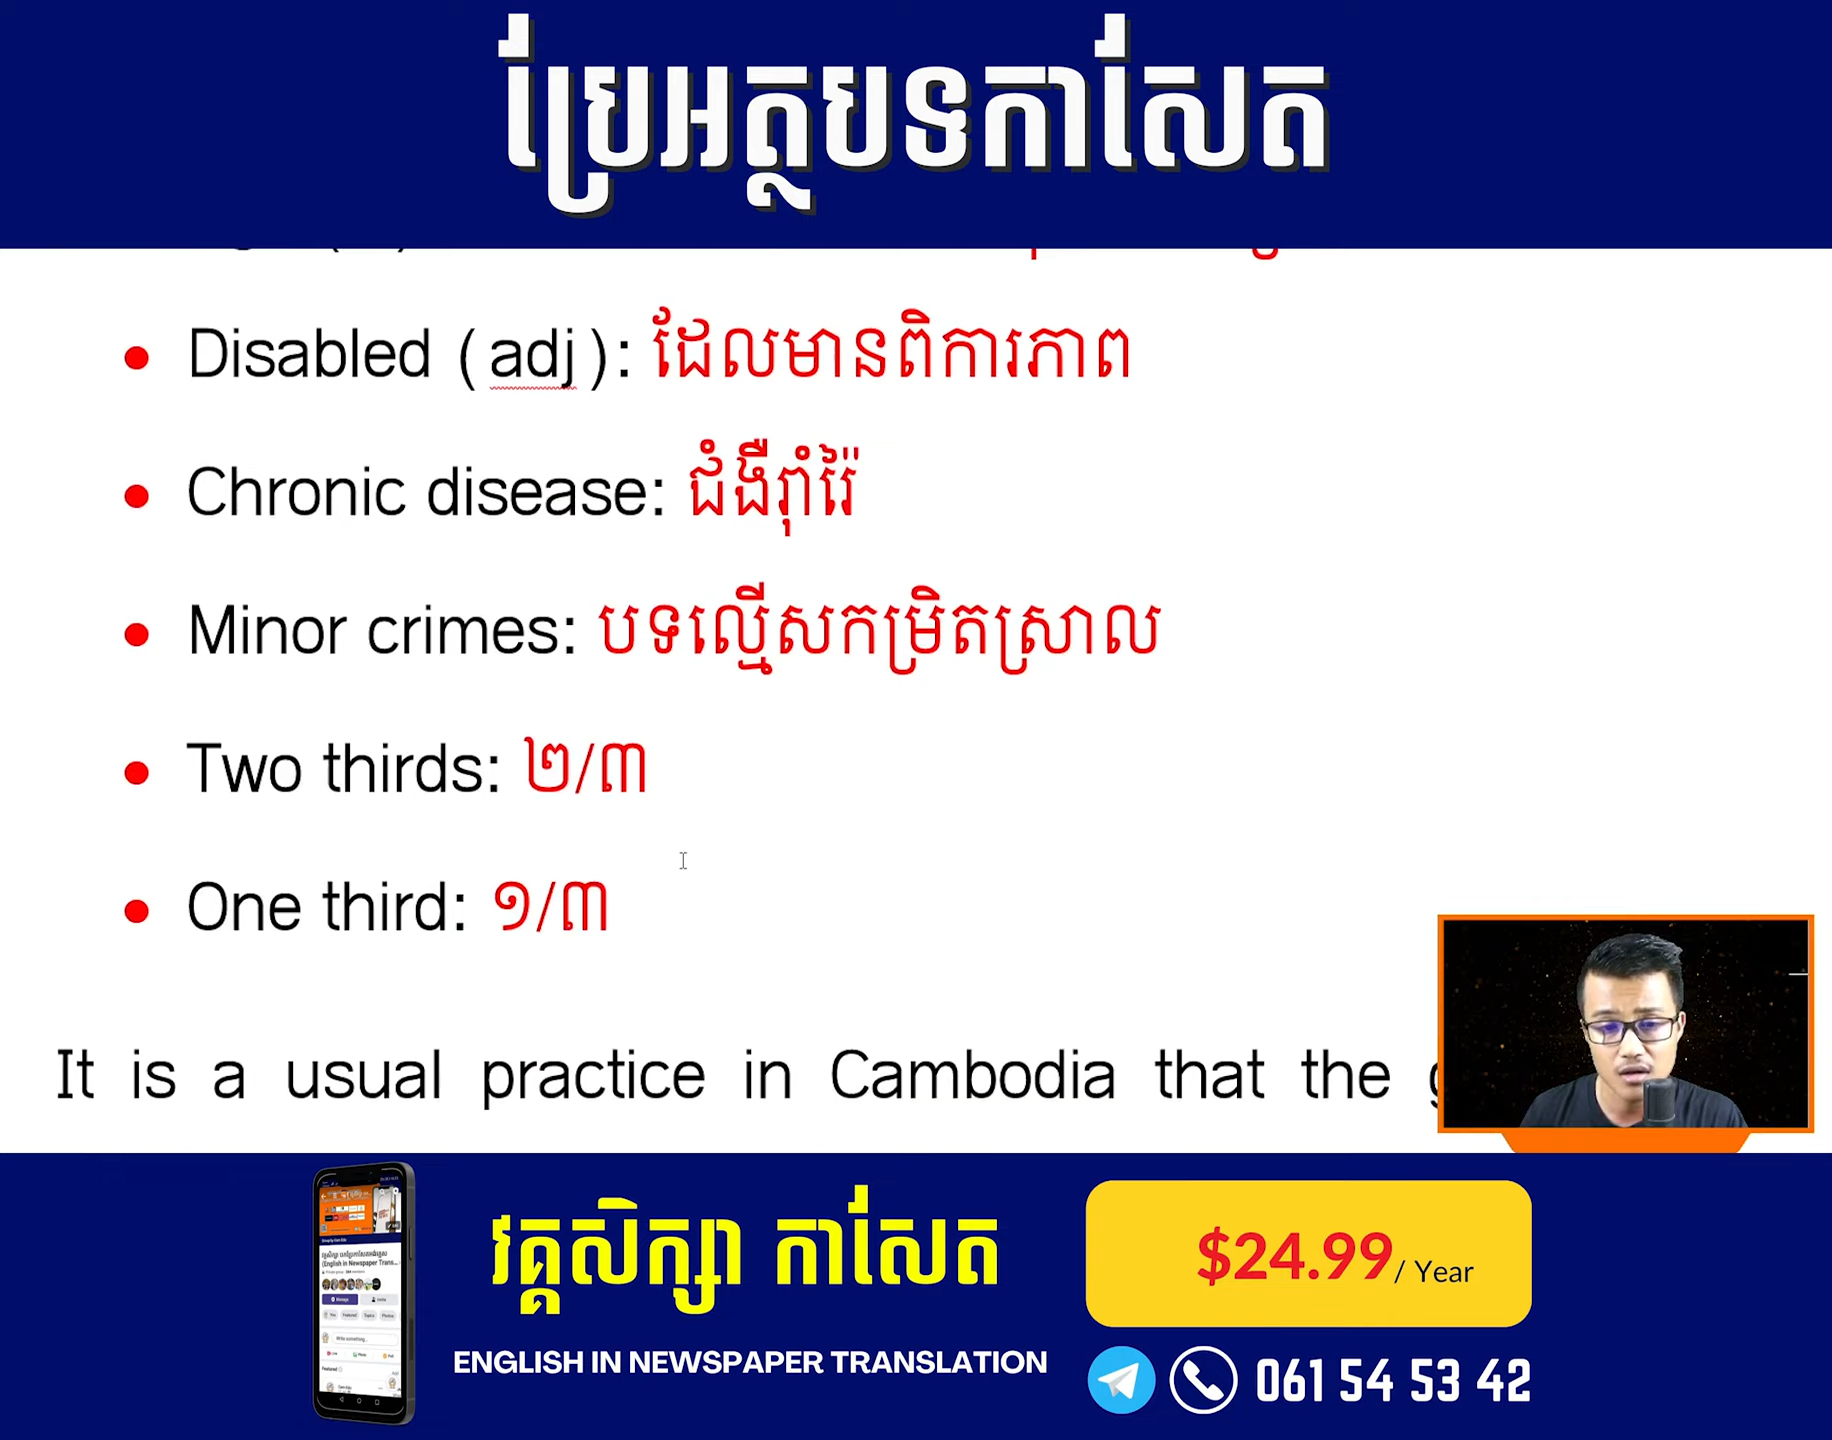 ប្រែអត្ថបទកាសែត
Disabled (adj): ដែលមានពិការភាព
Chronic disease: ជំងឺរ៉ាំរ៉ៃ
Minor crimes: បទល្មើសកម្រិតស្រាល
Two thirds: ២/៣
One third: ១/៣
It is a usual practice in Cambodia that the
វគ្គសិក្សា កាសែត
$24.99/ Year
ENGLISH IN NEWSPAPER TRANSLATION
061 54 53 42